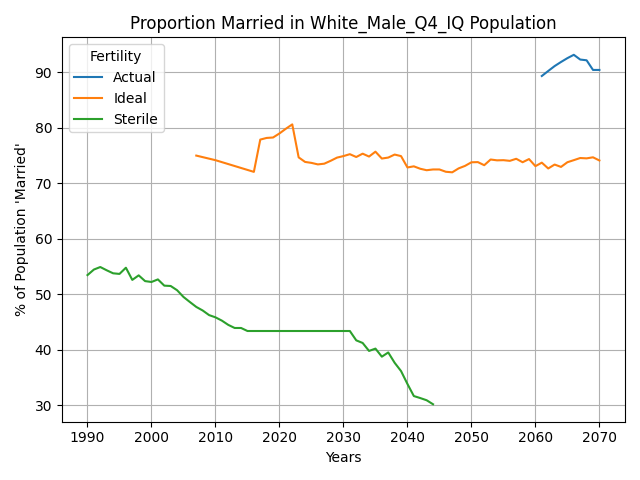 Proportion Married in White_Male_Q4_IQ Population
Fertility
Actual
Ideal
Sterile
% of Population 'Married'
90
80
70
60
50
40
30
1990 2000 2010 2020 2030 2040 2050 2060 2070
Years